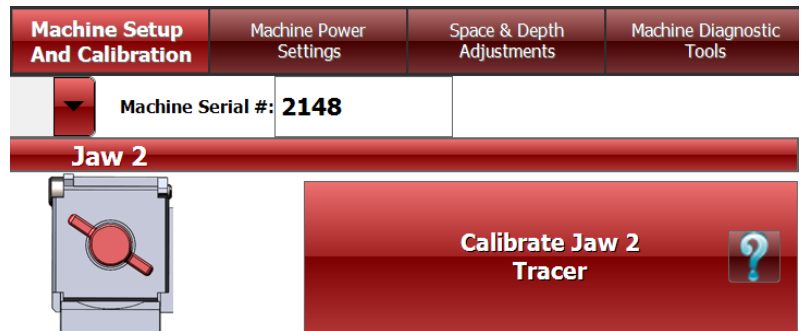 Machine Setup
And Calibration
Machine Power
Settings
Space & Depth
Adjustments
Machine Diagnostic
Tools
Machine Serial #: 2148
Jaw 2
Calibrate Jaw 2
Tracer
?